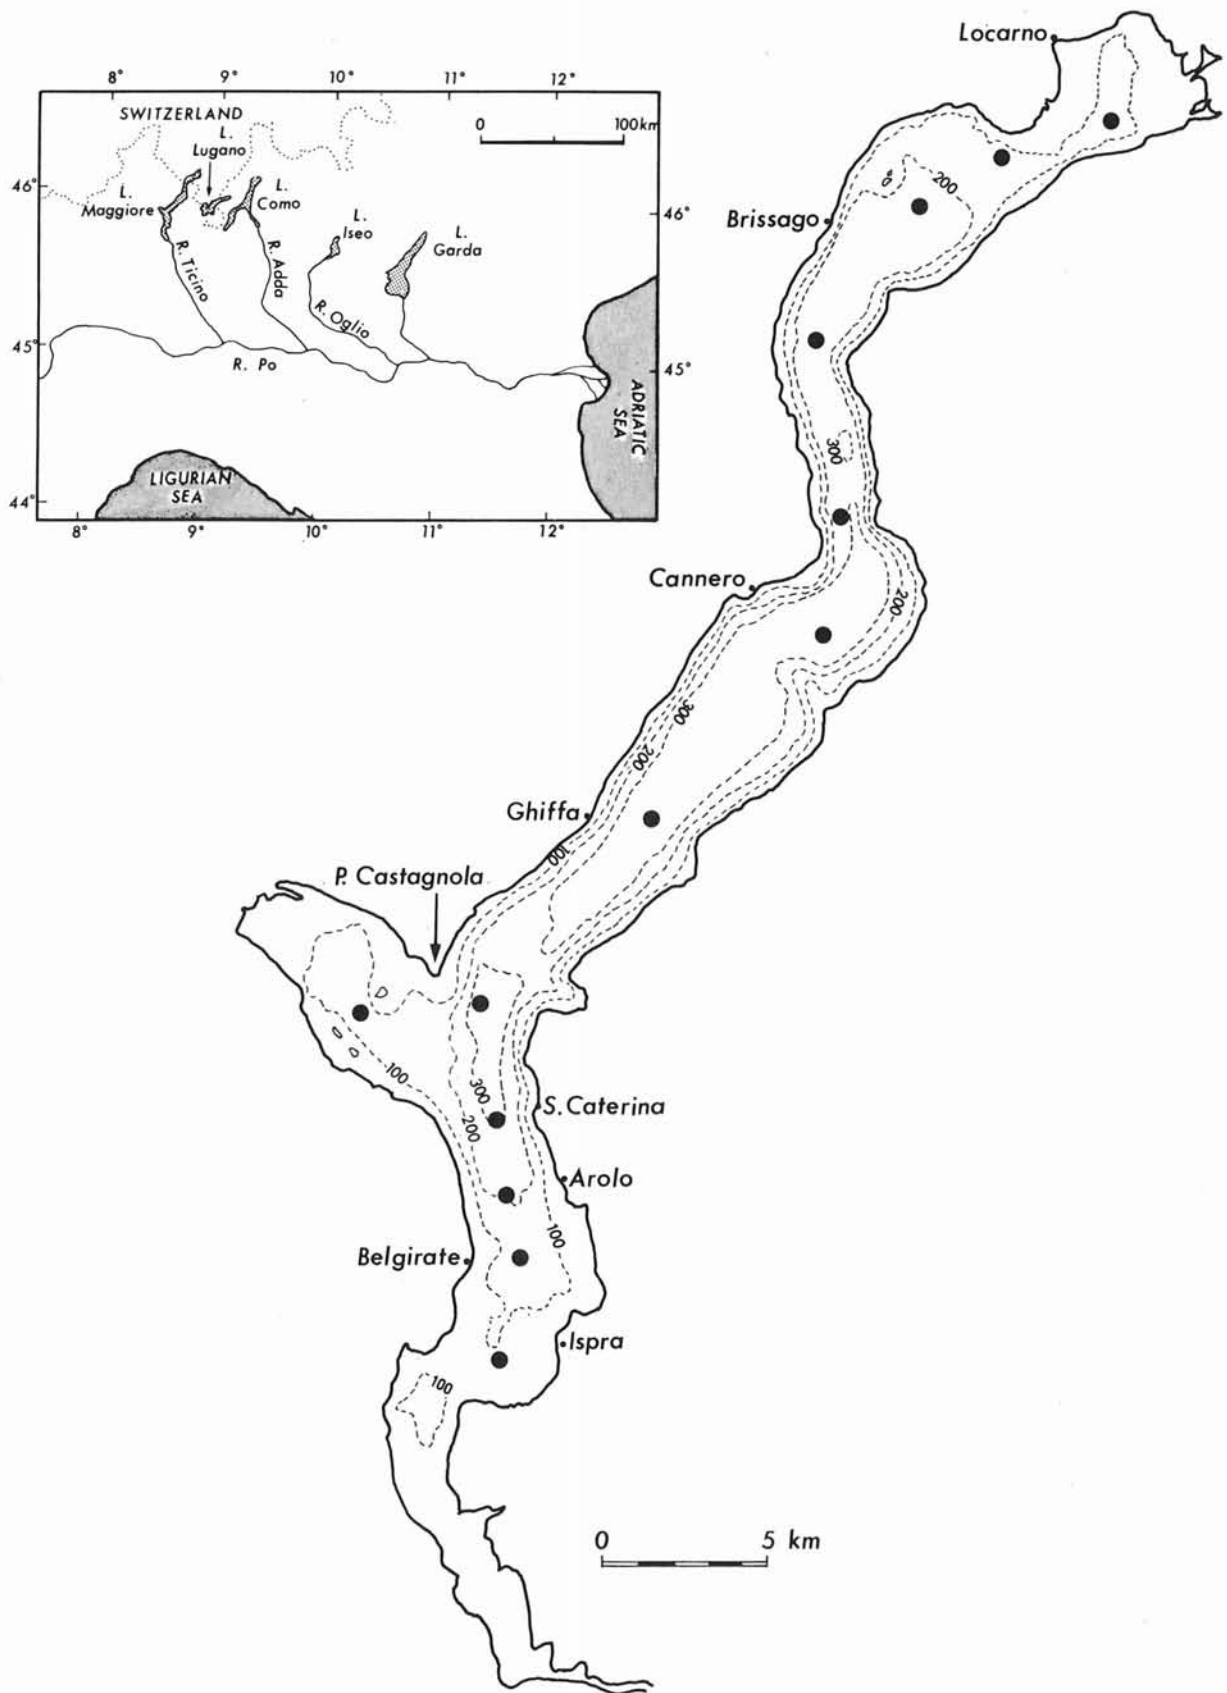 Locarno
8° 9° 10° 11° 12°
SWITZERLAND
L.
Lugano
0 100 km
46°
L.
Maggiore
L.
Como
46°
L.
Iseo
L.
Garda
R. Ticino
R. Adda
R. Oglio
45°
R. Po
45°
ADRIATIC
SEA
LIGURIAN
SEA
44°
8° 9° 10° 11° 12°
200
Brissago
300
Cannero
200
300
200
Ghiffa
100
P. Castagnola
100
300
200
S. Caterina
Arolo
100
Belgirate
Ispra
100
0 5 km